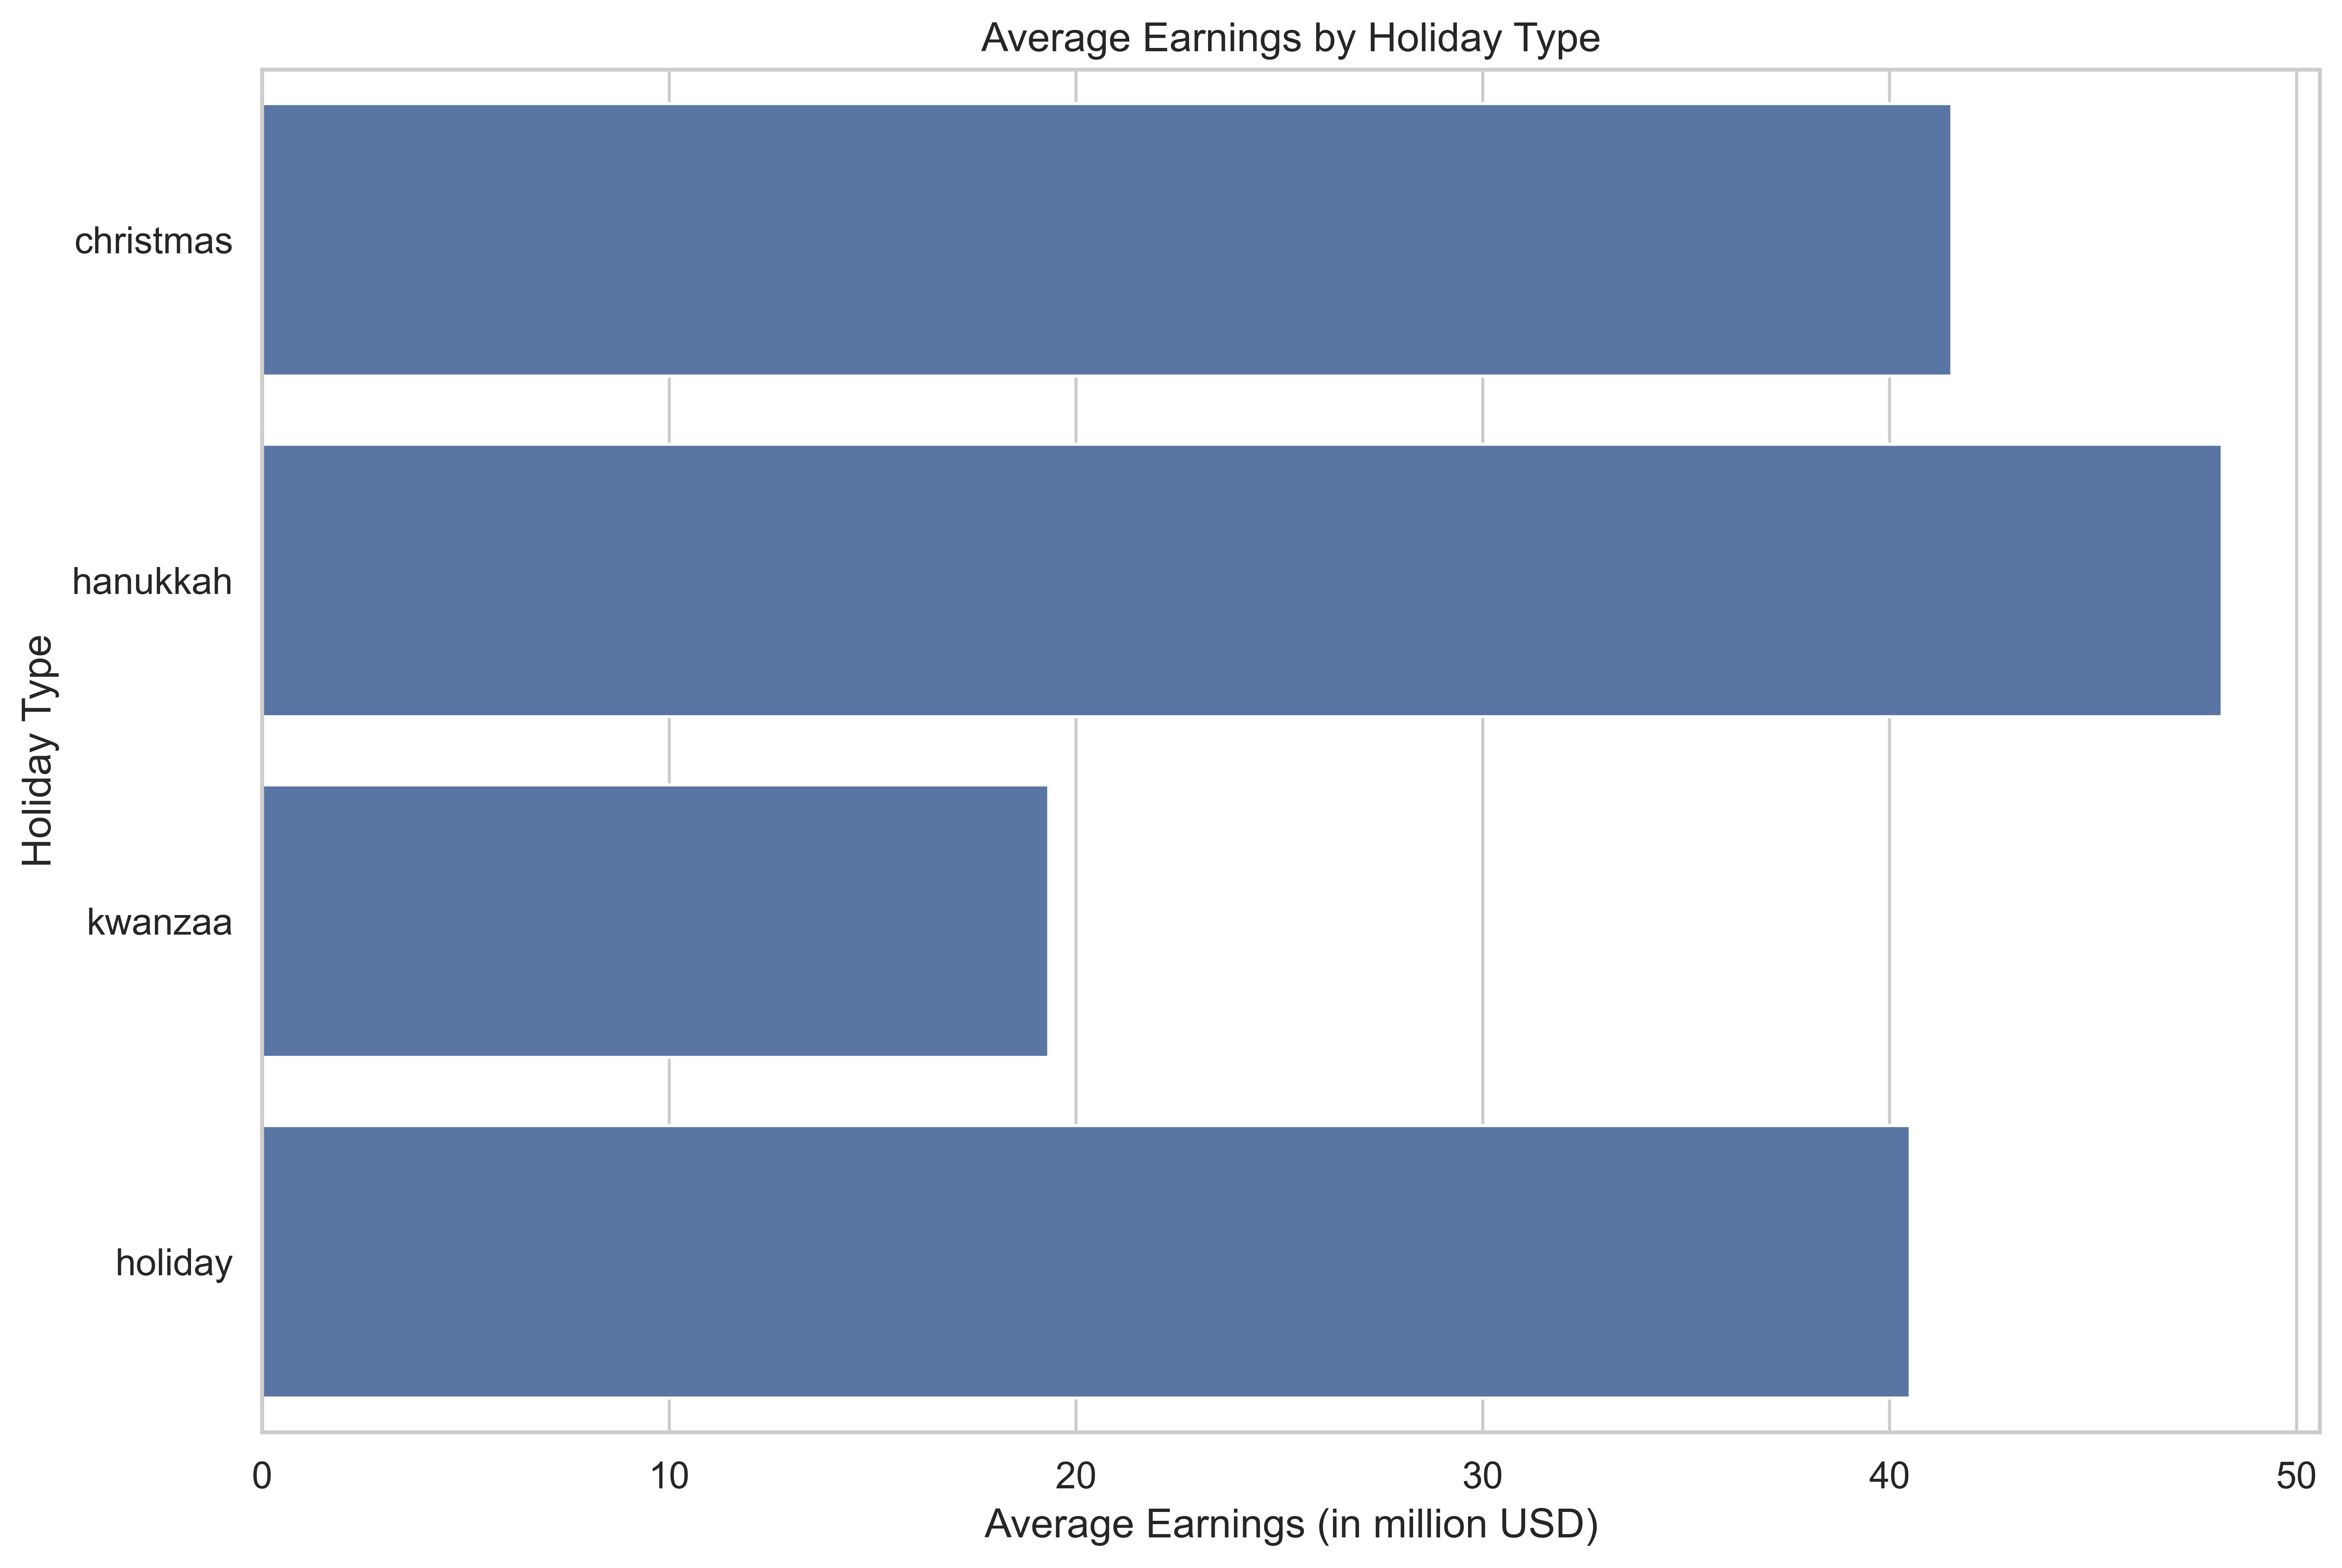 Average Earnings by Holiday Type
Holiday Type
christmas
hanukkah
kwanzaa
holiday
0 10 20 30 40 50
Average Earnings (in million USD)